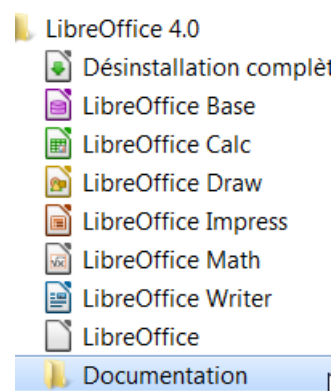 LibreOffice 4.0
Désinstallation complèt
LibreOffice Base
LibreOffice Calc
LibreOffice Draw
LibreOffice Impress
LibreOffice Math
LibreOffice Writer
LibreOffice
Documentation